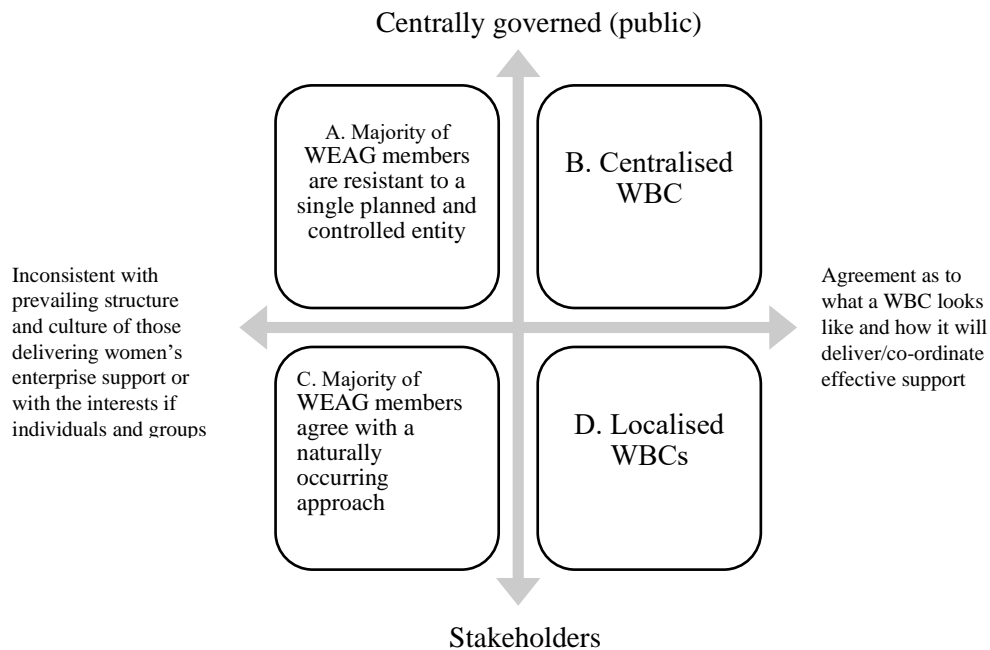 Centrally governed (public)
A. Majority of
WEAG members
are resistant to a
single planned and
controlled entity
B. Centralised
WBC
Inconsistent with
prevailing structure
and culture of those
delivering women's
enterprise support or
with the interests if
individuals and groups
Agreement as to
what a WBC looks
like and how it will
deliver/co-ordinate
effective support
C. Majority of
WEAG members
agree with a
naturally
occurring
approach
D. Localised
WBCs
Stakeholders